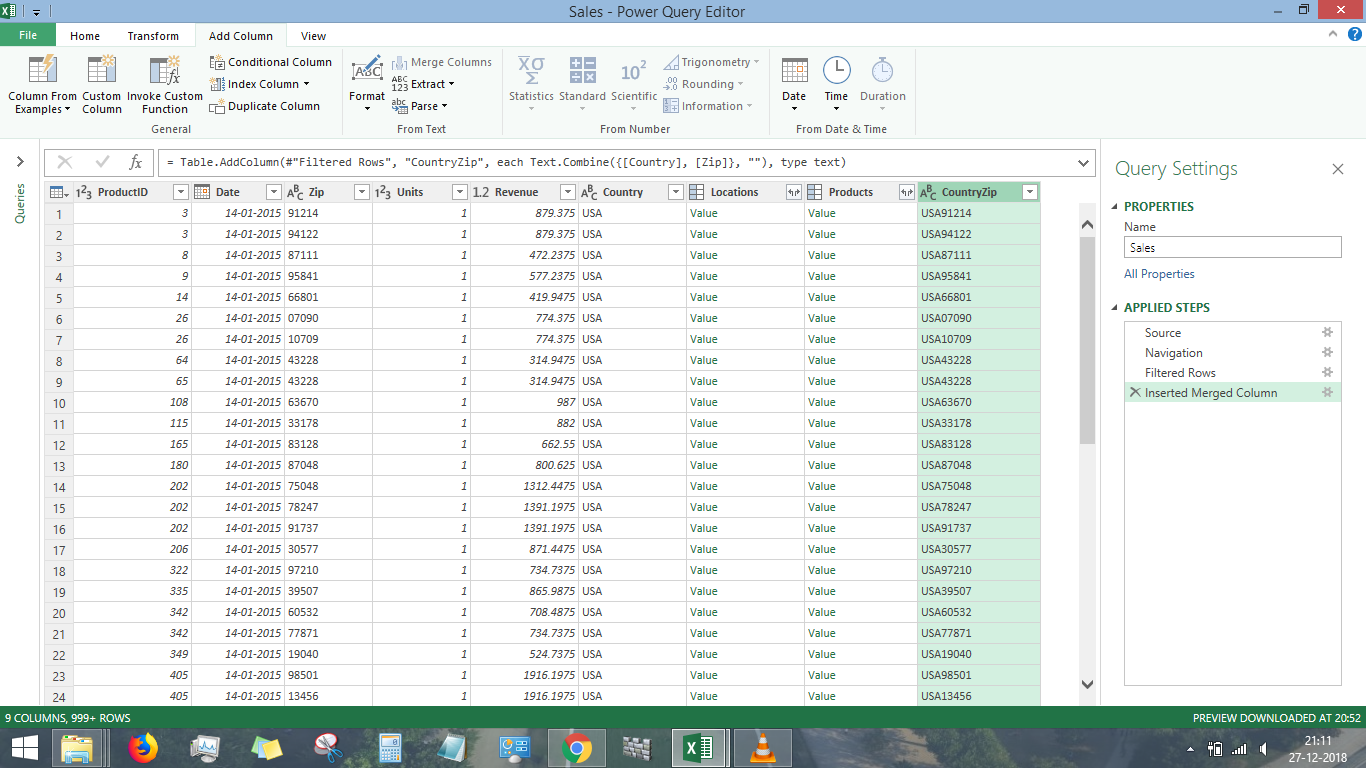 Sales - Power Query Editor
File Home Transform Add Column View
Column From Examples
Custom Column
Invoke Custom Function
Conditional Column
Index Column
Duplicate Column
General
Format
Merge Columns
Extract
Parse
From Text
Statistics
Standard
Scientific
Trigonometry
Rounding
Information
From Number
Date
Time
Duration
From Date & Time
Queries
fx = Table.AddColumn(#"Filtered Rows", "CountryZip", each Text.Combine({[Country], [Zip]}, ""), type text)
ProductID Date Zip Units Revenue Country Locations Products CountryZip
1 3 14-01-2015 91214 1 879.375 USA Value Value USA91214
2 3 14-01-2015 94122 1 879.375 USA Value Value USA94122
3 8 14-01-2015 87111 1 472.2375 USA Value Value USA87111
4 9 14-01-2015 95841 1 577.2375 USA Value Value USA95841
5 14 14-01-2015 66801 1 419.9475 USA Value Value USA66801
6 26 14-01-2015 07090 1 774.375 USA Value Value USA07090
7 26 14-01-2015 10709 1 774.375 USA Value Value USA10709
8 64 14-01-2015 43228 1 314.9475 USA Value Value USA43228
9 65 14-01-2015 43228 1 314.9475 USA Value Value USA43228
10 108 14-01-2015 63670 1 987 USA Value Value USA63670
11 115 14-01-2015 33178 1 882 USA Value Value USA33178
12 165 14-01-2015 83128 1 662.55 USA Value Value USA83128
13 180 14-01-2015 87048 1 800.625 USA Value Value USA87048
14 202 14-01-2015 75048 1 1312.4475 USA Value Value USA75048
15 202 14-01-2015 78247 1 1391.1975 USA Value Value USA78247
16 202 14-01-2015 91737 1 1391.1975 USA Value Value USA91737
17 206 14-01-2015 30577 1 871.4475 USA Value Value USA30577
18 322 14-01-2015 97210 1 734.7375 USA Value Value USA97210
19 335 14-01-2015 39507 1 865.9875 USA Value Value USA39507
20 342 14-01-2015 60532 1 708.4875 USA Value Value USA60532
21 342 14-01-2015 77871 1 734.7375 USA Value Value USA77871
22 349 14-01-2015 19040 1 524.7375 USA Value Value USA19040
23 405 14-01-2015 98501 1 1916.1975 USA Value Value USA98501
24 405 14-01-2015 13456 1 1916.1975 USA Value Value USA13456
Query Settings
PROPERTIES
Name
Sales
All Properties
APPLIED STEPS
Source
Navigation
Filtered Rows
Inserted Merged Column
9 COLUMNS, 999+ ROWS
PREVIEW DOWNLOADED AT 20:52
21:11
27-12-2018